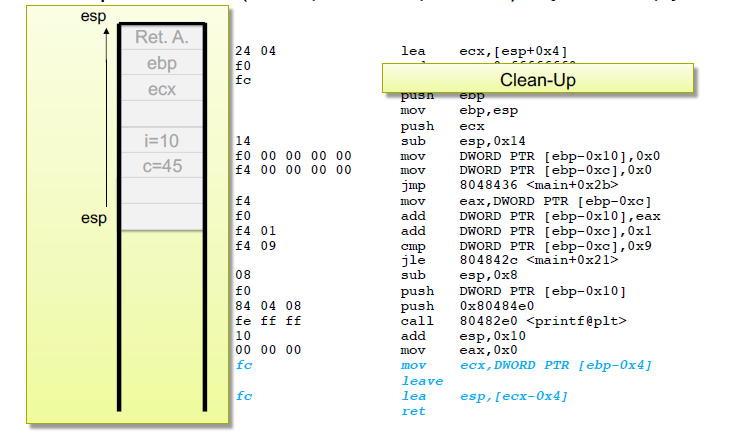 esp
Ret. A.
ebp
ecx
i=10
c=45
esp
24 04 lea ecx,[esp+0x4]
f0
fc
Clean-Up
push ebp
mov ebp,esp
push ecx
14 sub esp,0x14
f0 00 00 00 00 mov DWORD PTR [ebp-0x10],0x0
f4 00 00 00 00 mov DWORD PTR [ebp-0xc],0x0
jmp 8048436 <main+0x2b>
f4 mov eax,DWORD PTR [ebp-0xc]
f0 add DWORD PTR [ebp-0x10],eax
f4 01 add DWORD PTR [ebp-0xc],0x1
f4 09 cmp DWORD PTR [ebp-0xc],0x9
jle 804842c <main+0x21>
08 sub esp,0x8
f0 push DWORD PTR [ebp-0x10]
84 04 08 push 0x80484e0
fe ff ff call 80482e0 <printf@plt>
10 add esp,0x10
00 00 00 mov eax,0x0
fc mov ecx,DWORD PTR [ebp-0x4]
leave
fc lea esp,[ecx-0x4]
ret